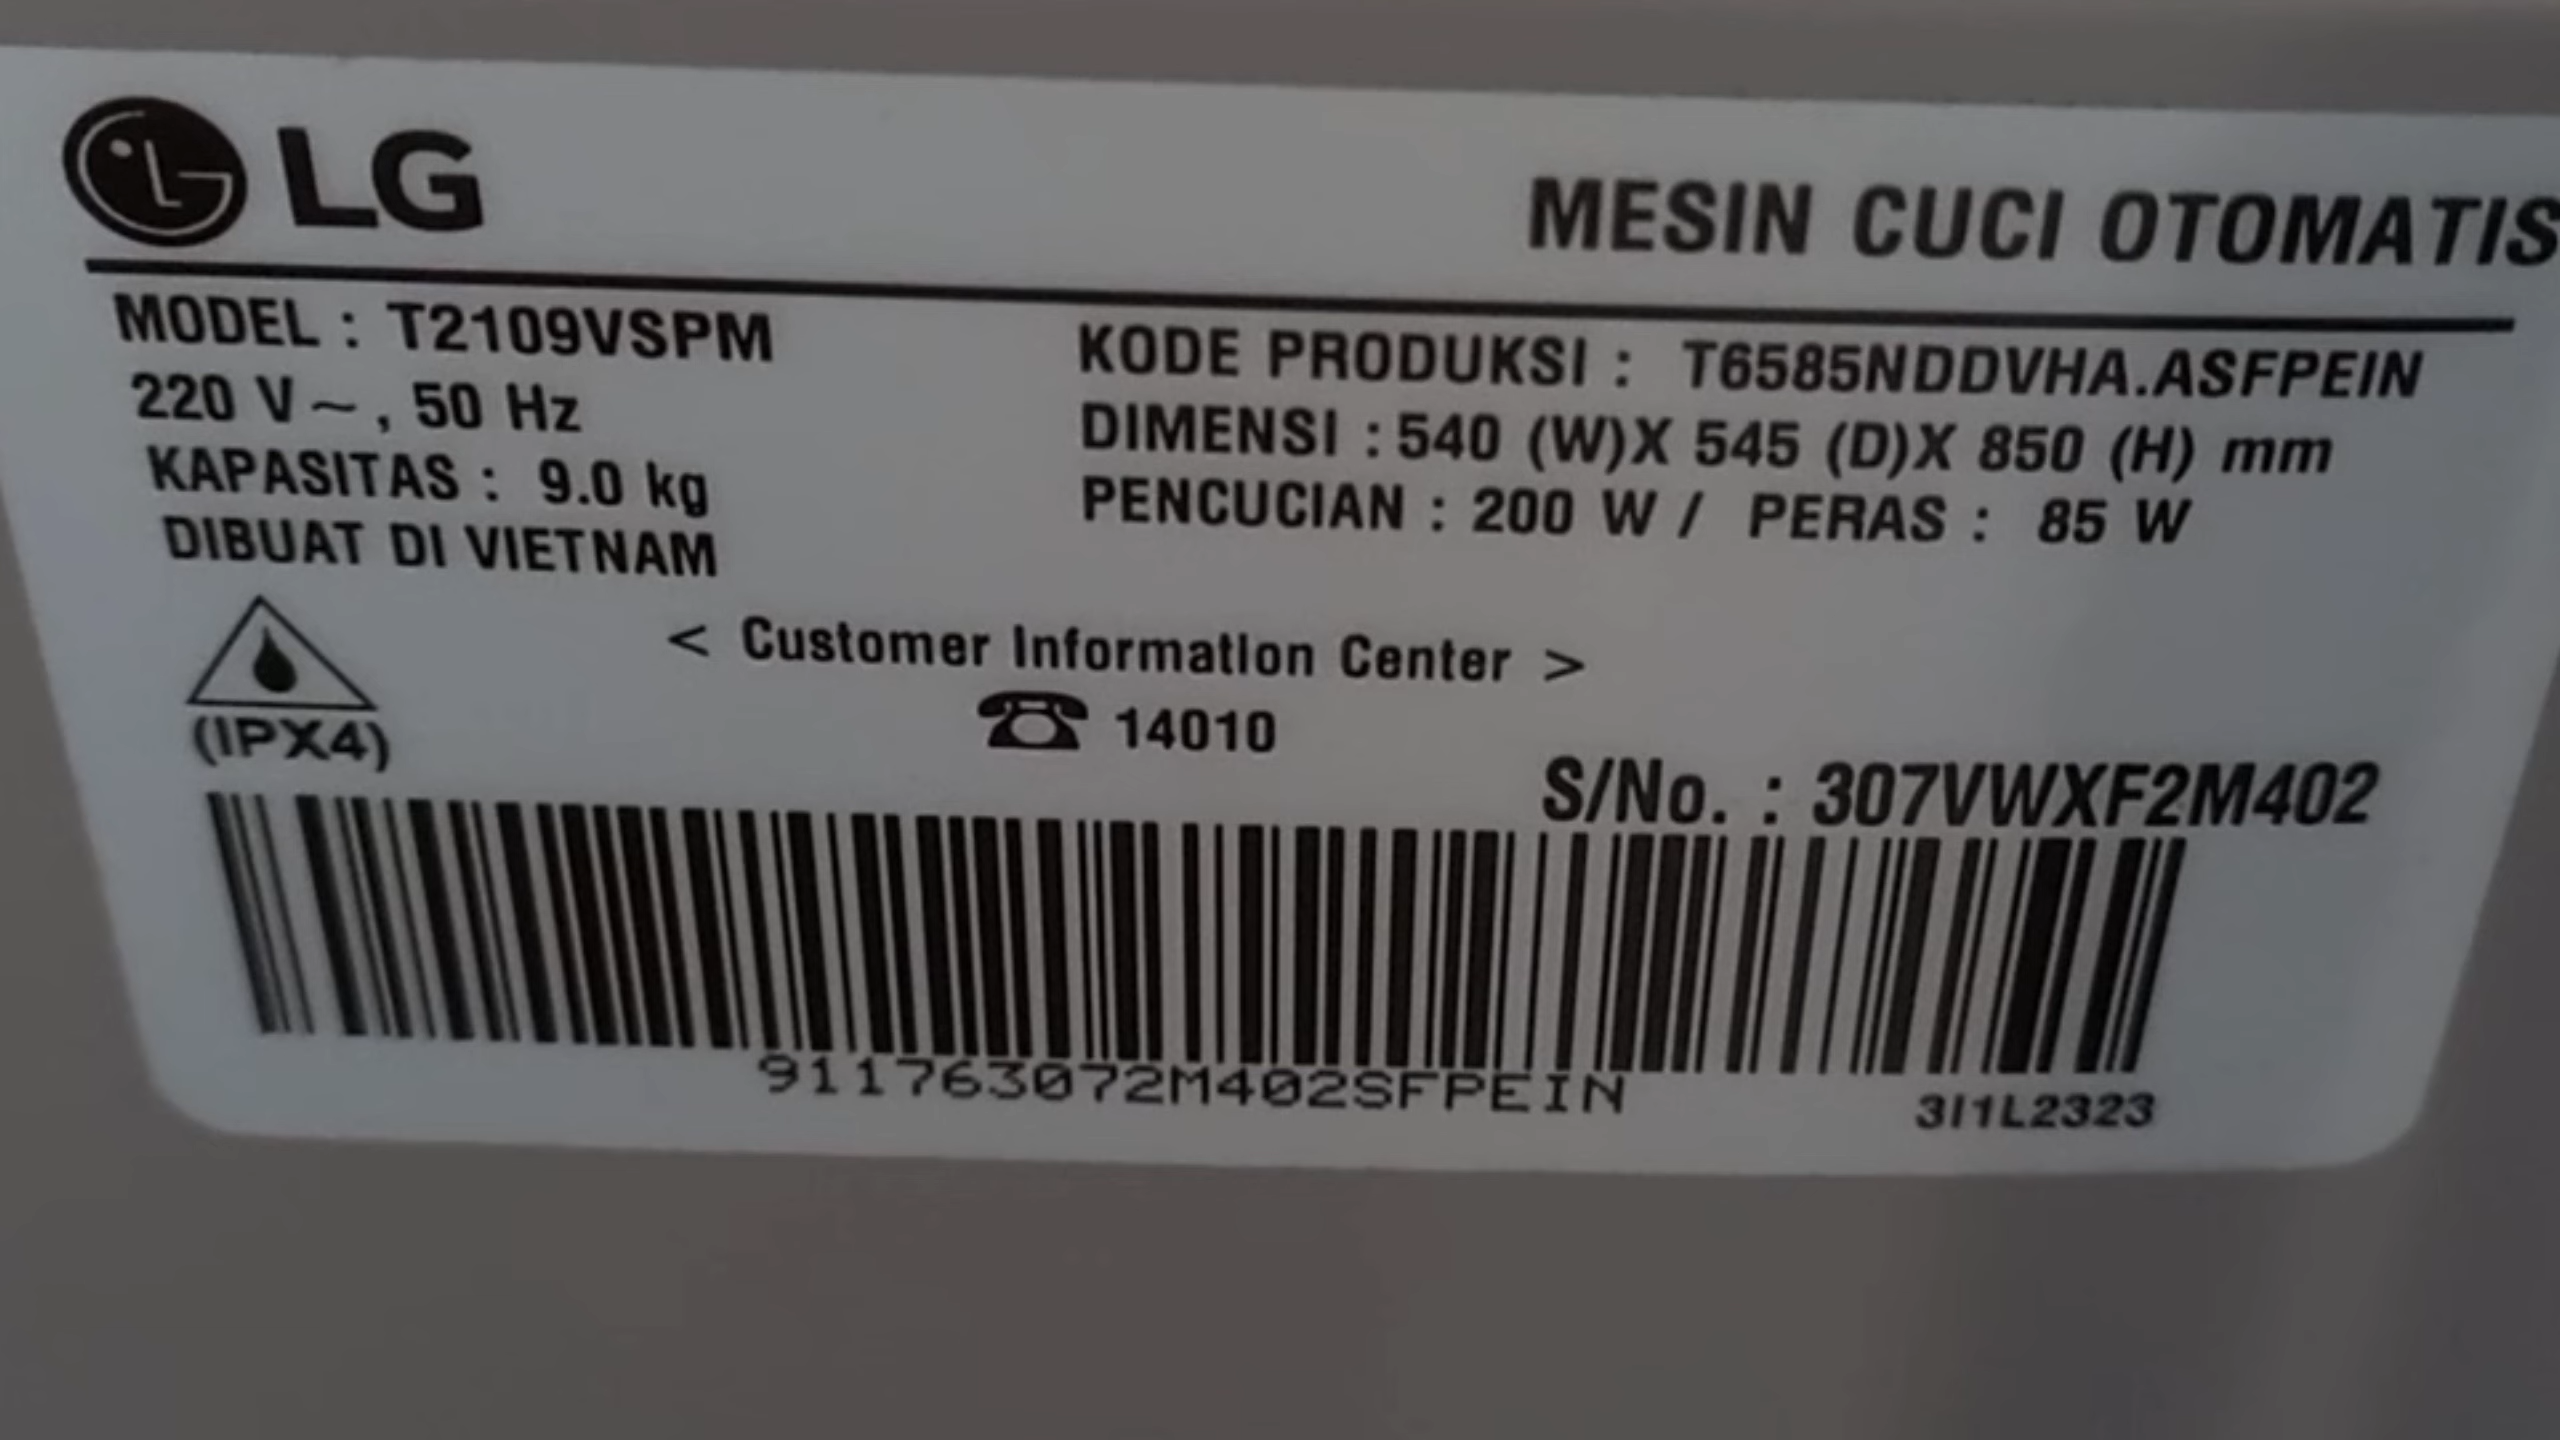 LG
MESIN CUCI OTOMATIS
MODEL : T2109VSPM
220 V ~ , 50 Hz
KAPASITAS : 9.0 kg
DIBUAT DI VIETNAM
KODE PRODUKSI : T6585NDDVHA.ASFPEIN
DIMENSI : 540 (W)X 545 (D)X 850 (H) mm
PENCUCIAN : 200 W / PERAS : 85 W
(IPX4)
< Customer Information Center >
☎ 14010
S/No. : 307VWXF2M402
911763072M402SFPEIN
3I1L2323